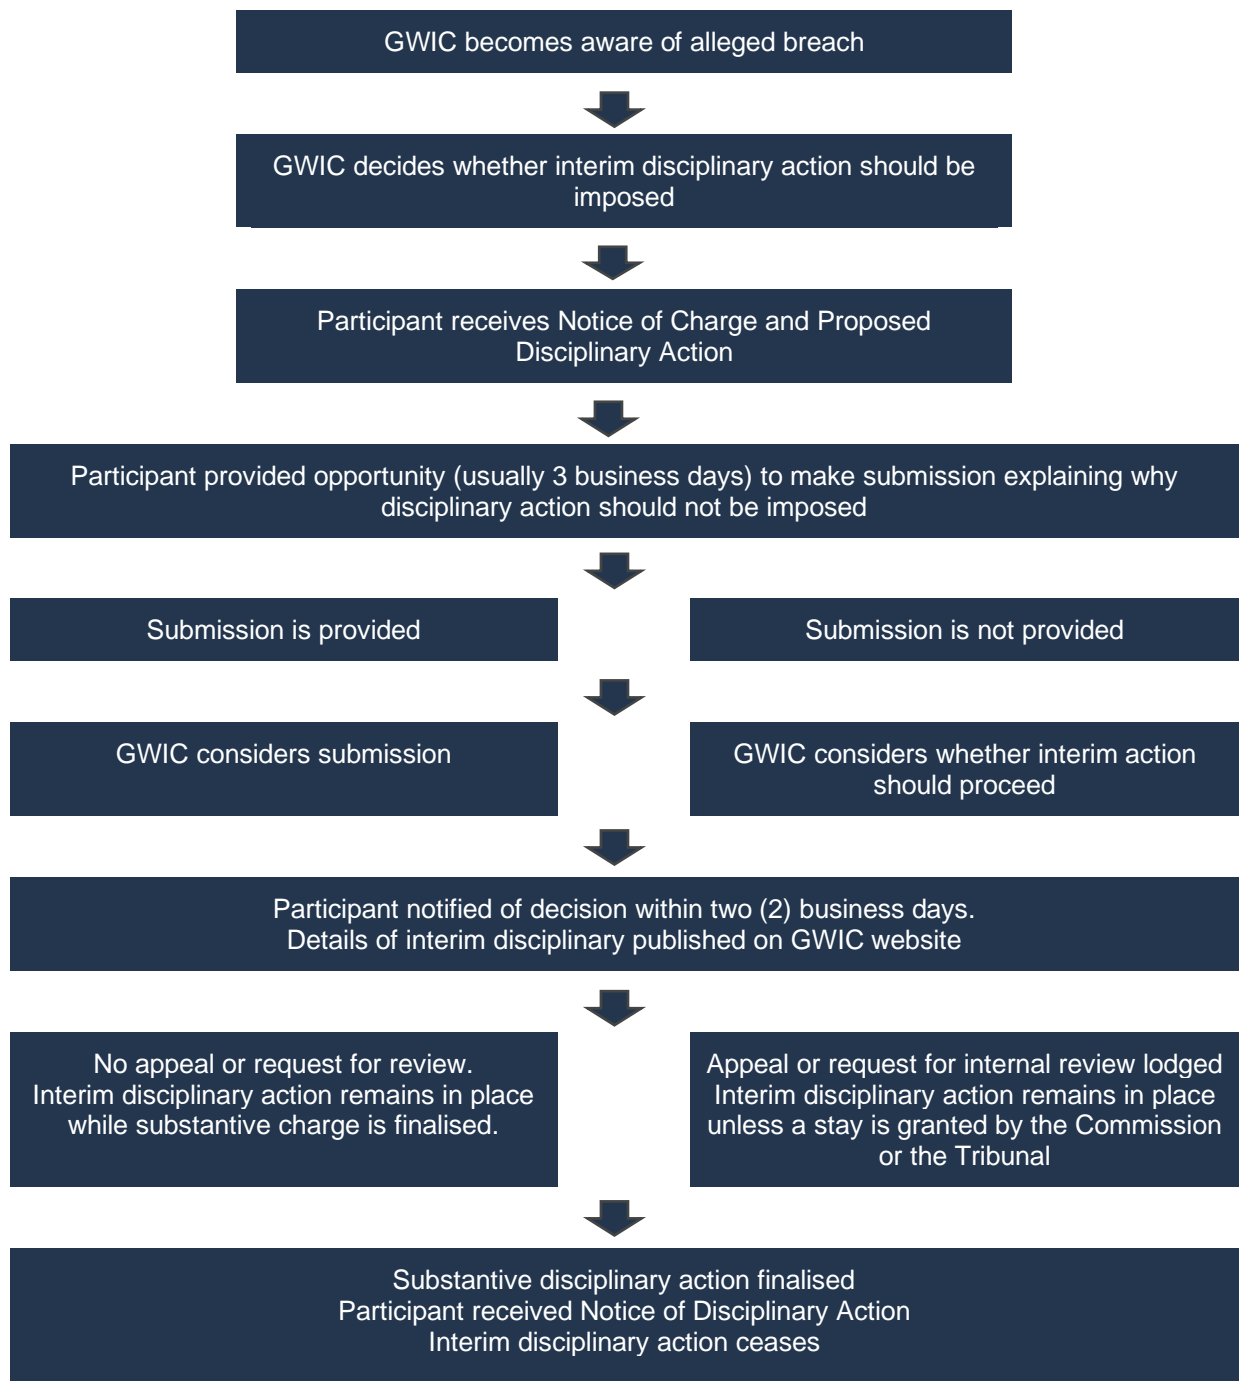 GWIC becomes aware of alleged breach
GWIC decides whether interim disciplinary action should be
imposed
Participant receives Notice of Charge and Proposed
Disciplinary Action
Participant provided opportunity (usually 3 business days) to make submission explaining why
disciplinary action should not be imposed
Submission is provided
Submission is not provided
GWIC considers submission
GWIC considers whether interim action
should proceed
Participant notified of decision within two (2) business days.
Details of interim disciplinary published on GWIC website
No appeal or request for review.
Interim disciplinary action remains in place
while substantive charge is finalised.
Appeal or request for internal review lodged
Interim disciplinary action remains in place
unless a stay is granted by the Commission
or the Tribunal
Substantive disciplinary action finalised
Participant received Notice of Disciplinary Action
Interim disciplinary action ceases